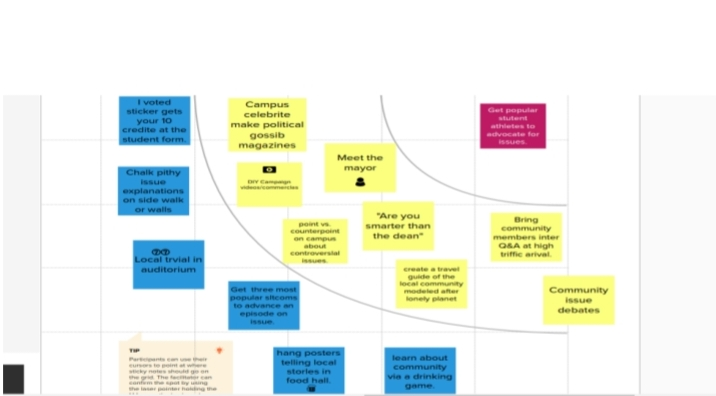 I voted
sticker gets
your 10
credite at the
student form.
Campus
celebrite
make political
gossib
magazines
Get popular
stutent
athletes to
advocate for
issues.
Meet the
mayor
Chalk pithy
issue
explanations
on side walk
or walls
DIY Campaign
videos/commercies
"Are you
smarter than
the dean"
point vs.
counterpoint
on campus
about
controversial
issues.
Bring
community
members inter
Q&A at high
triffic arival.
Local trvial in
auditorium
create a travel
guide of the
local community
modeled after
lonely planet
Get three most
popular sitcoms
to advance an
episode on
issue.
Community
issue
debates
TIP
Participants can use their
cursors to point at where
sticky notes should go on
the grid. The facilitator can
confirm the spot by using
the laser pointer holding the
hang posters
telling local
stories in
food hall.
learn about
community
via a drinking
game.